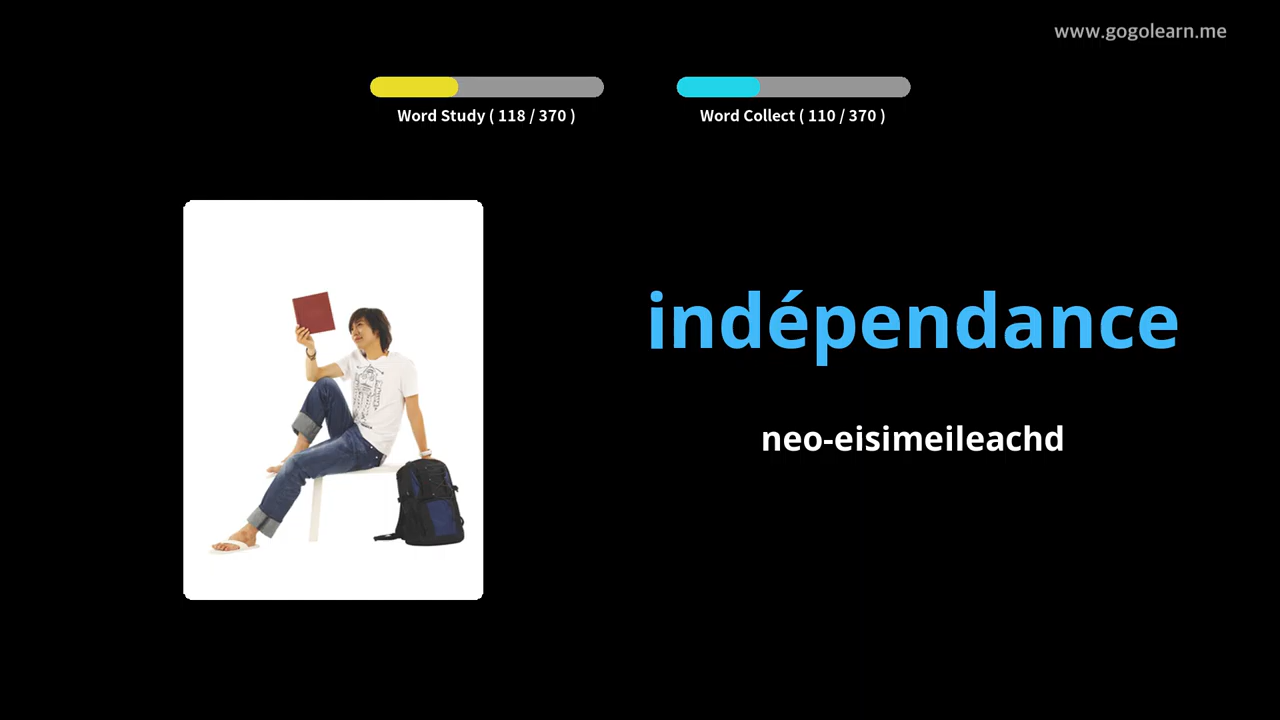 www.gogolearn.me
Word Study ( 118 / 370 )
Word Collect ( 110 / 370 )
indépendance
neo-eisimeileachd